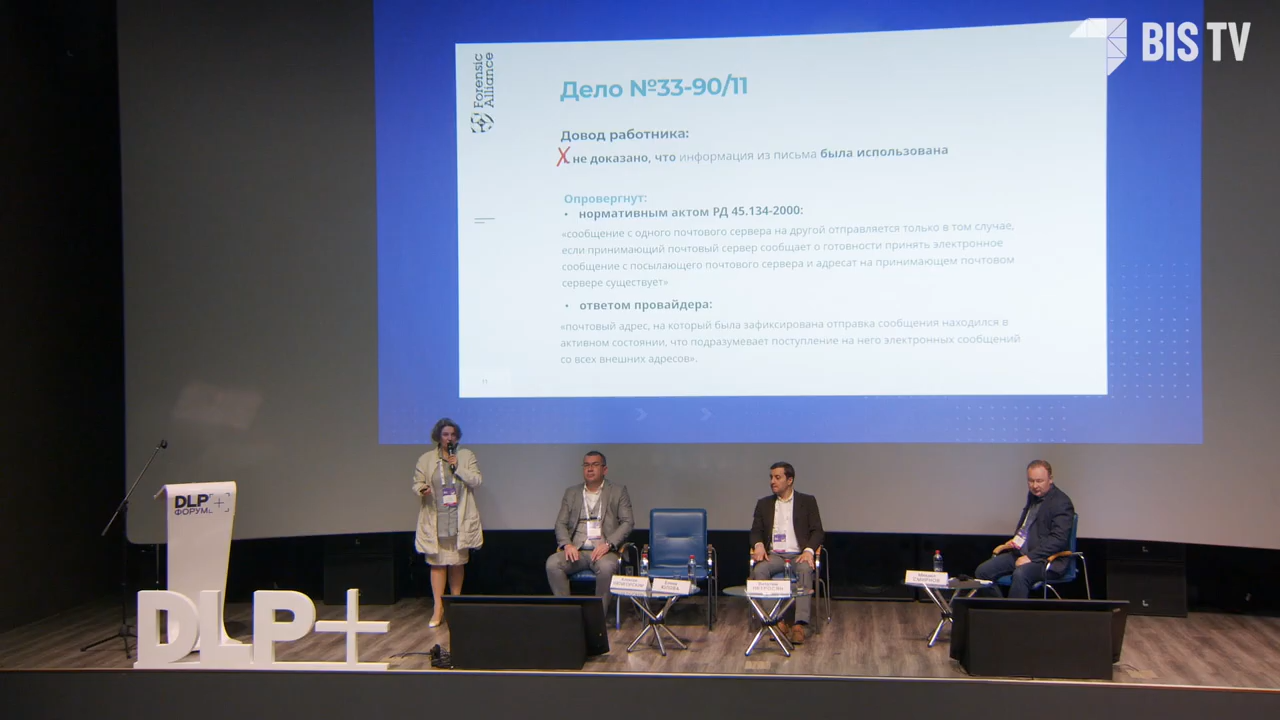 BIS TV
Forensic
Alliance
Дело №33-90/11
Довод работника:
не доказано, что информация из письма была использована
Опровергнут:
• нормативным актом РД 45.134-2000:
«сообщение с одного почтового сервера на другой отправляется только в том случае,
если принимающий почтовый сервер сообщает о готовности принять электронное
сообщение с посылающего почтового сервера и адресат на принимающем почтовом
сервере существует»
• ответом провайдера:
«почтовый адрес, на который была зафиксирована отправка сообщения находился в
активном состоянии, что подразумевает поступление на него электронных сообщений
со всех внешних адресов».
DLP+
ФОРУМ
DLP+
СМИРНОВ